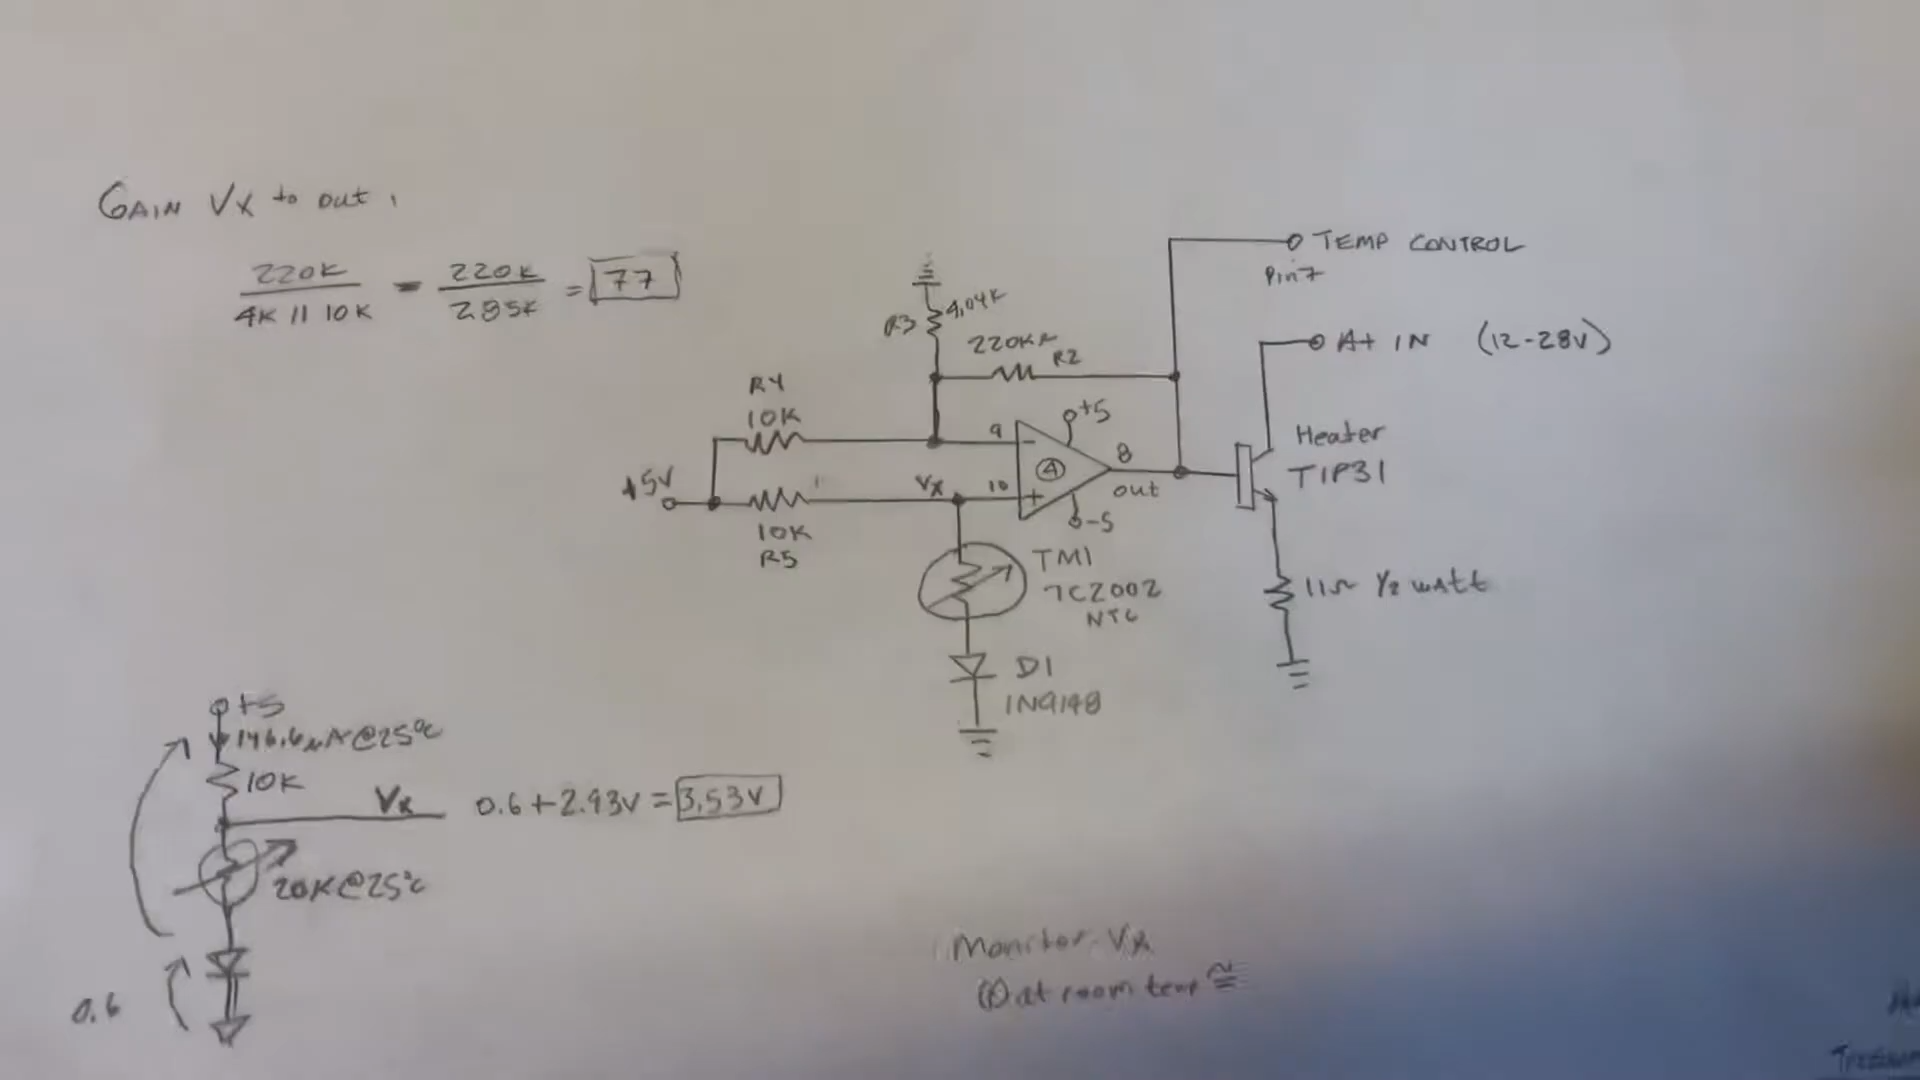 GAIN VX to out,
220K / 4K || 10K = 220K / 2.85K = 77
TEMP CONTROL
Pin 7
R3 4.04K
A+ IN (12-28V)
220K
R2
R4
10K
+5
9
8
Heater
TIP31
4
+5V
VX
10
out
-5
10K
R5
TM1
7C2002
NTC
11Ω 1/2 watt
D1
1N9148
+5
146.6µA@25°C
10K
VX 0.6+2.93V=3.53V
20K@25°C
Monitor VX
at room temp ≅
0.6